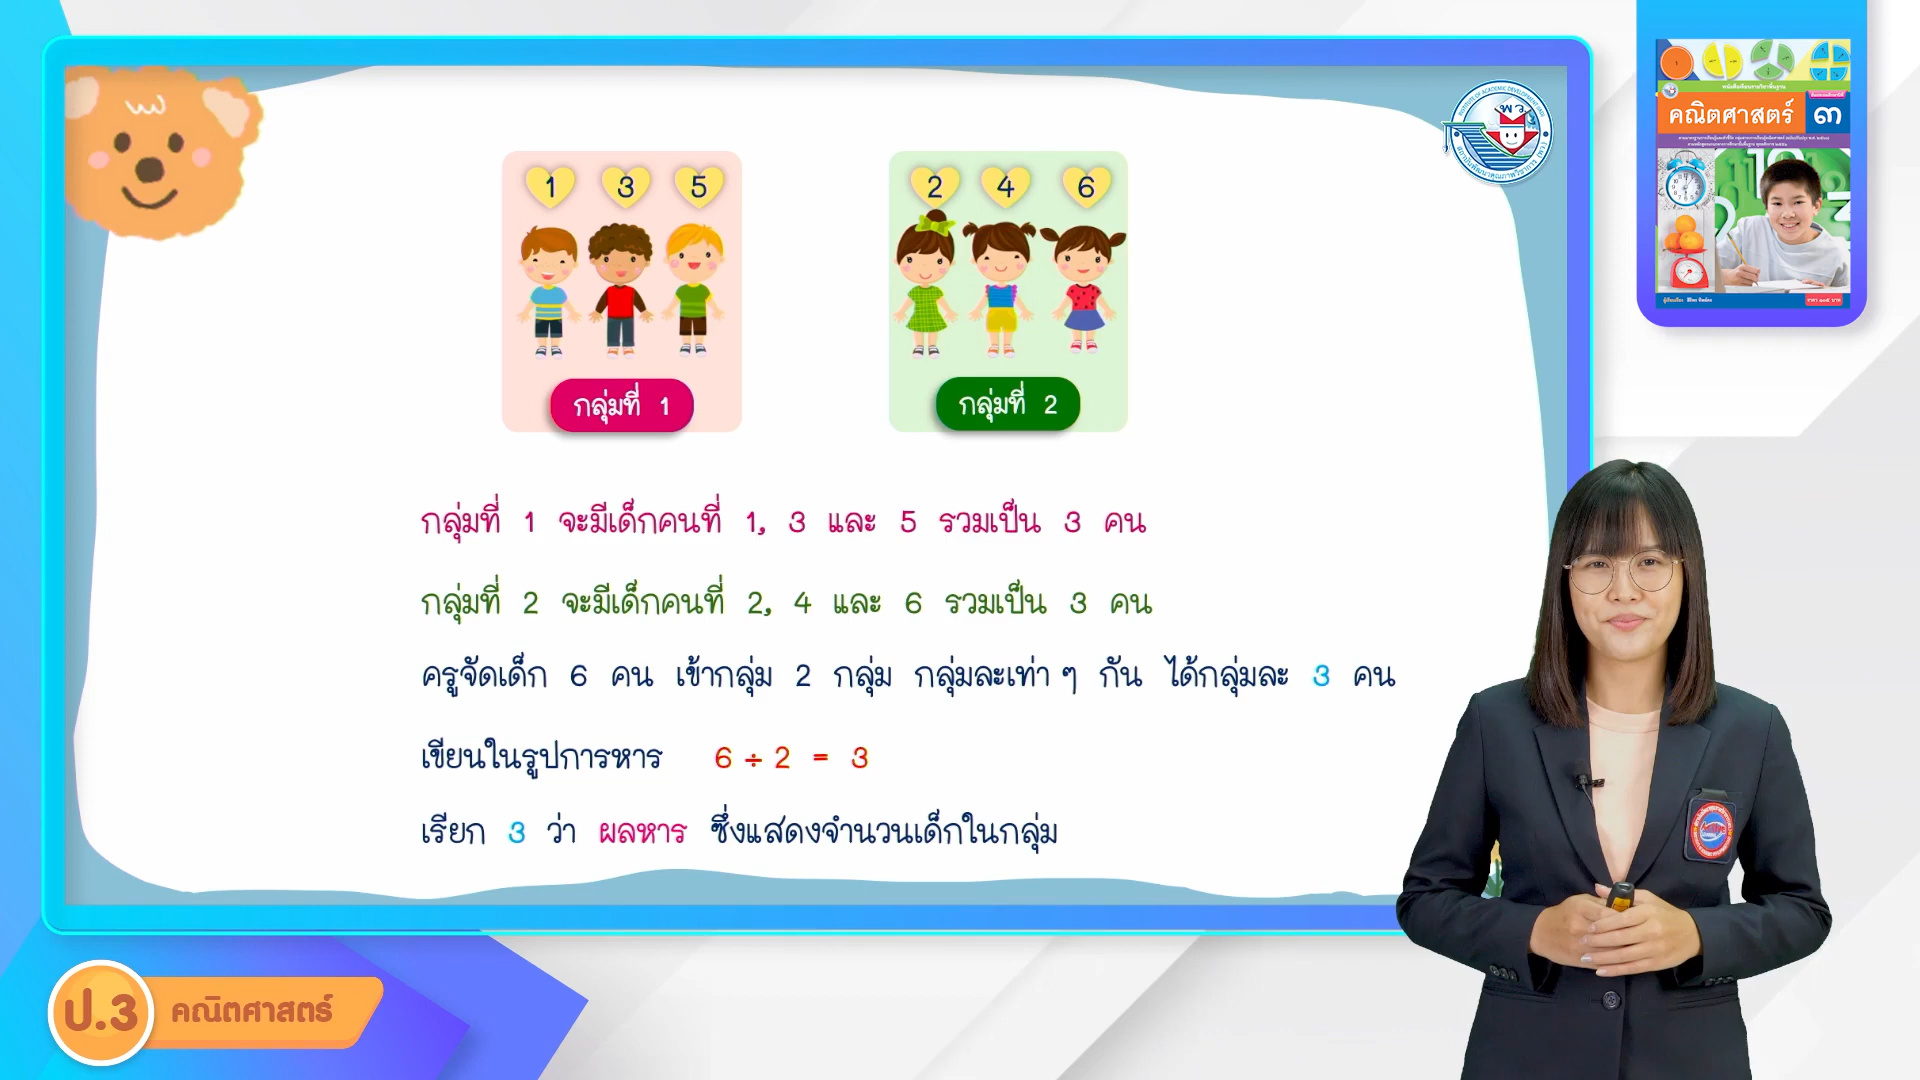 1 3 5
2 4 6
กลุ่มที่ 1
กลุ่มที่ 2
กลุ่มที่ 1 จะมีเด็กคนที่ 1, 3 และ 5 รวมเป็น 3 คน
กลุ่มที่ 2 จะมีเด็กคนที่ 2, 4 และ 6 รวมเป็น 3 คน
ครูจัดเด็ก 6 คน เข้ากลุ่ม 2 กลุ่ม กลุ่มละเท่า ๆ กัน ได้กลุ่มละ 3 คน
เขียนในรูปการหาร 6 ÷ 2 = 3
เรียก 3 ว่า ผลหาร ซึ่งแสดงจำนวนเด็กในกลุ่ม
พว
คณิตศาสตร์ ๓
ป.3 คณิตศาสตร์